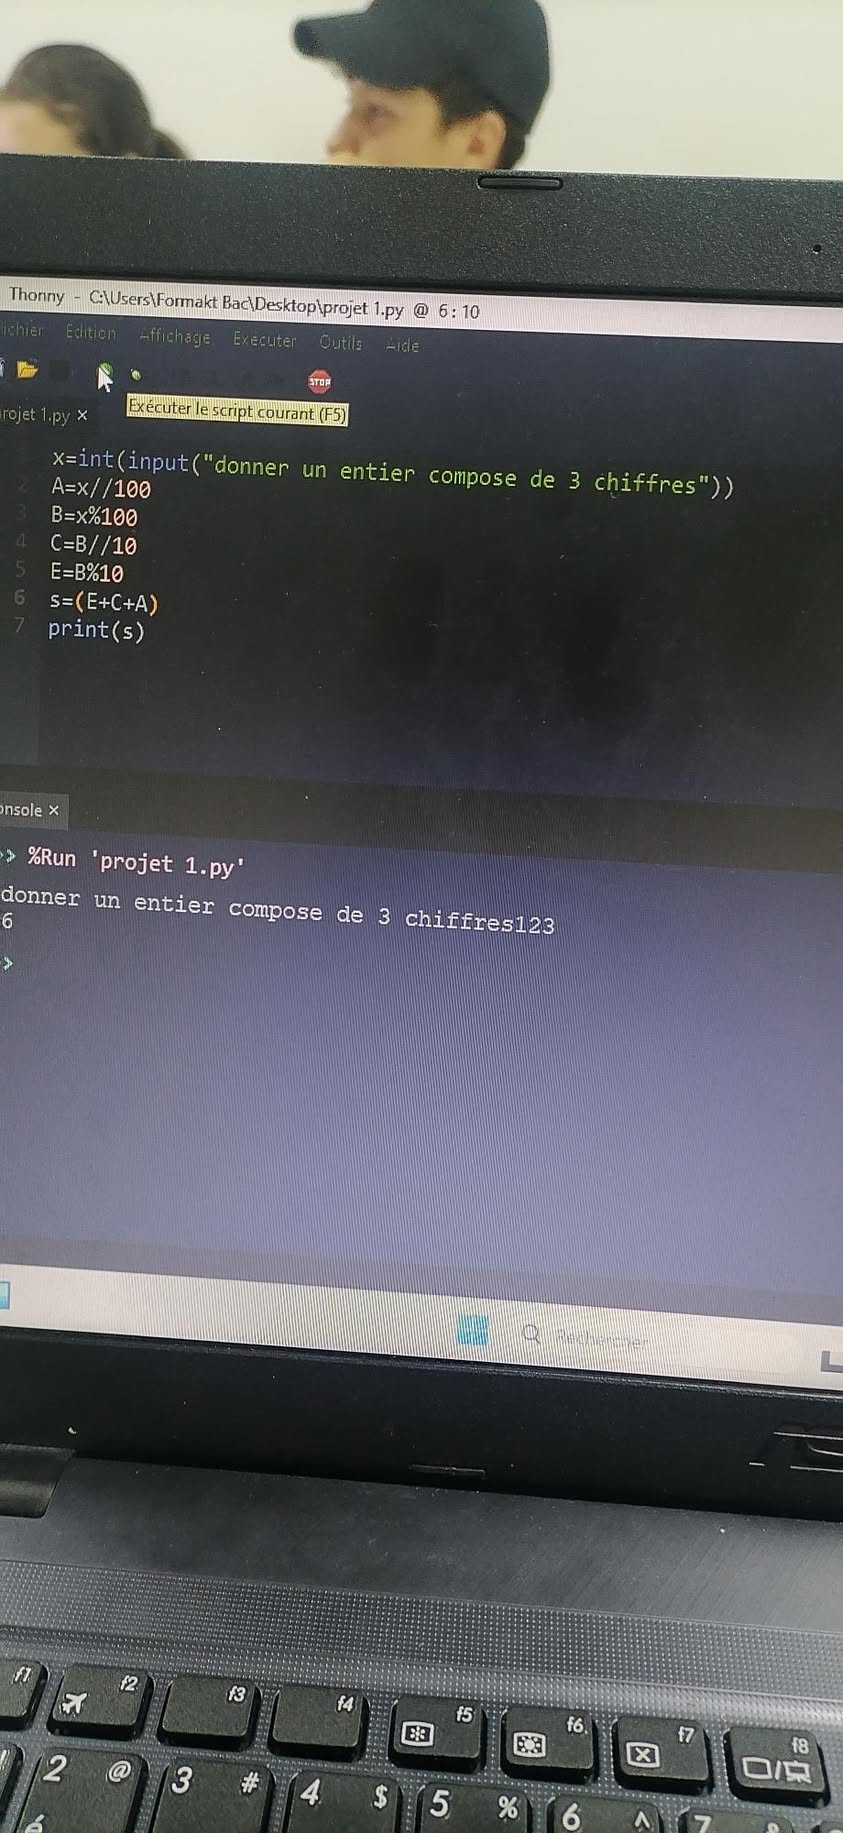 Thonny - C:\Users\Formakt Bac\Desktop\projet 1.py @ 6:10
ichier Edition Affichage Exécuter Outils Aide
STOP
Exécuter le script courant (F5)
rojet 1.py ×
x=int(input("donner un entier compose de 3 chiffres"))
2 A=x//100
3 B=x%100
4 C=B//10
5 E=B%10
6 s=(E+C+A)
7 print(s)
onsole ×
>> %Run 'projet 1.py'
donner un entier compose de 3 chiffres123
6
>
Rechercher
f1 f2 f3 f4 f5 f6 f7 f8
2 @ 3 # 4 $ 5 % 6 ^ 7
é